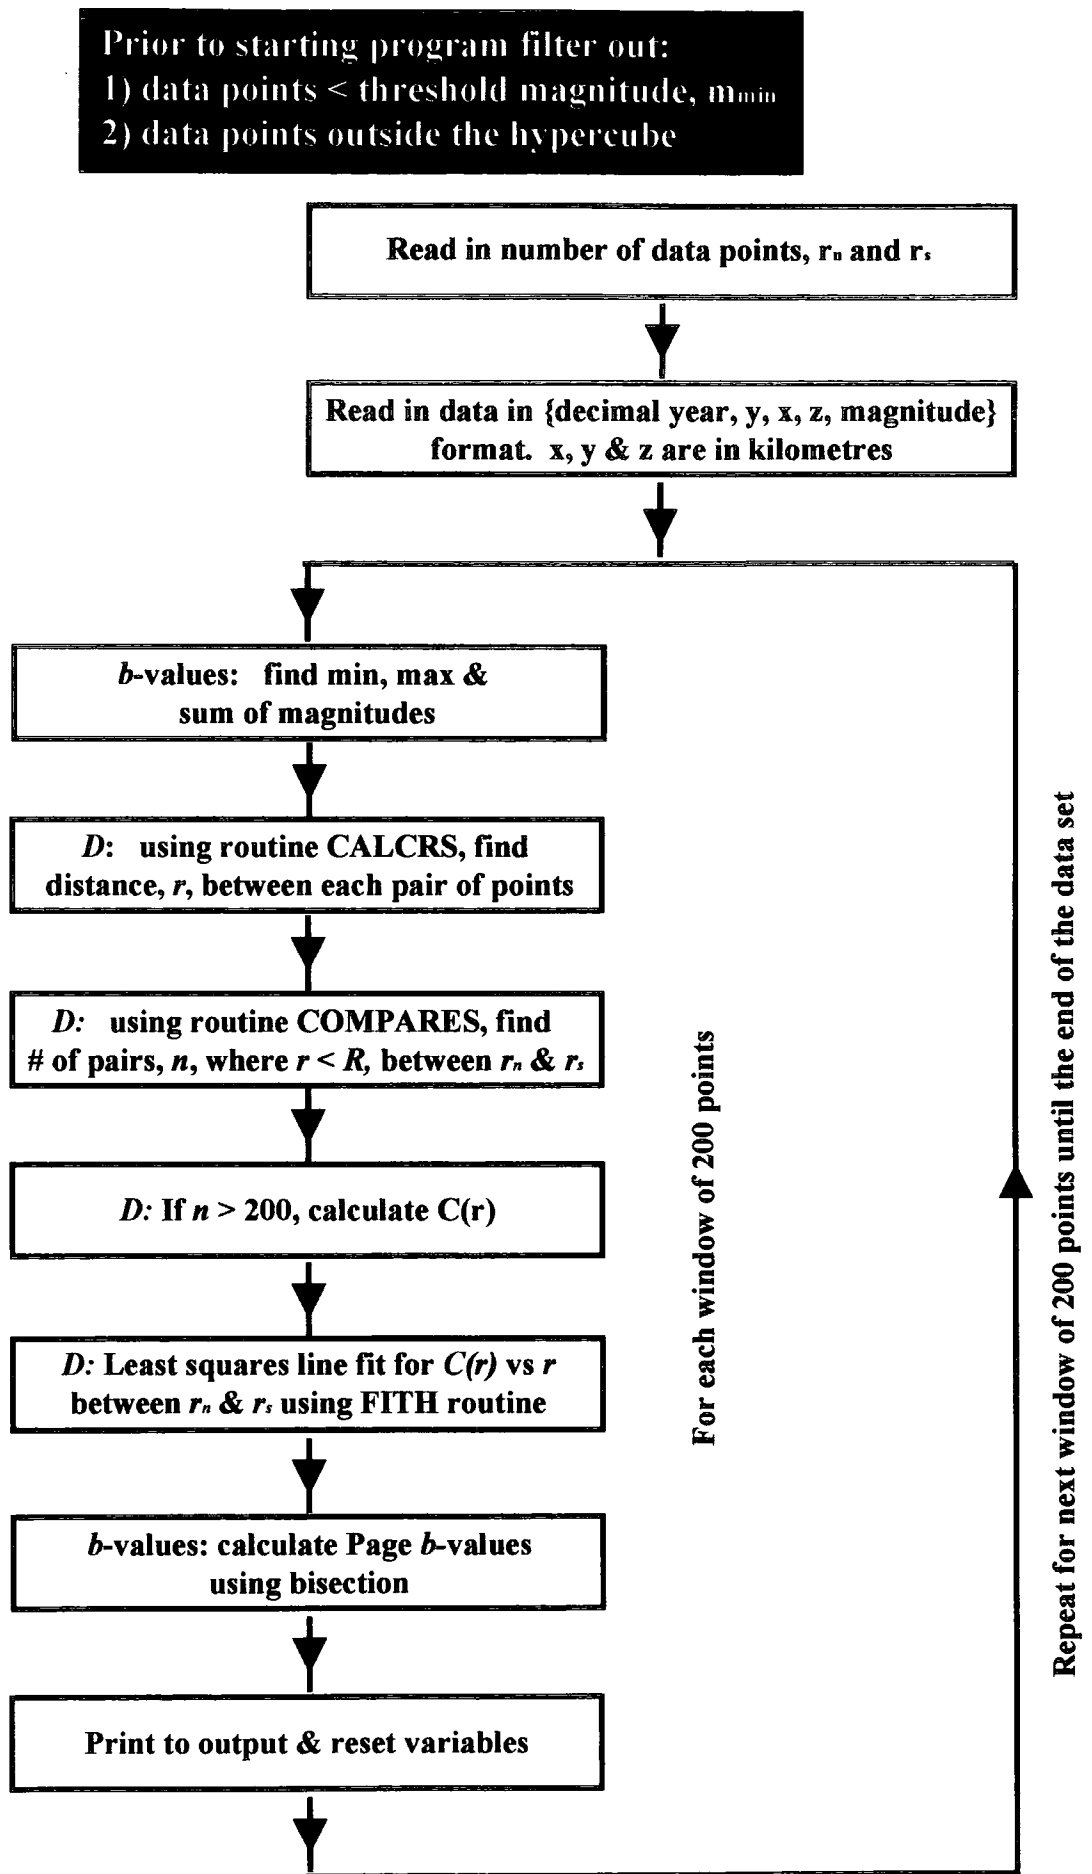 Prior to starting program filter out:
1) data points < threshold magnitude, mmin
2) data points outside the hypercube
Read in number of data points, rn and rs
Read in data in {decimal year, y, x, z, magnitude}
format. x, y & z are in kilometres
b-values: find min, max &
sum of magnitudes
D: using routine CALCRS, find
distance, r, between each pair of points
D: using routine COMPARES, find
# of pairs, n, where r < R, between rn & rs
D: If n > 200, calculate C(r)
D: Least squares line fit for C(r) vs r
between rn & rs using FITH routine
b-values: calculate Page b-values
using bisection
Print to output & reset variables
For each window of 200 points
Repeat for next window of 200 points until the end of the data set